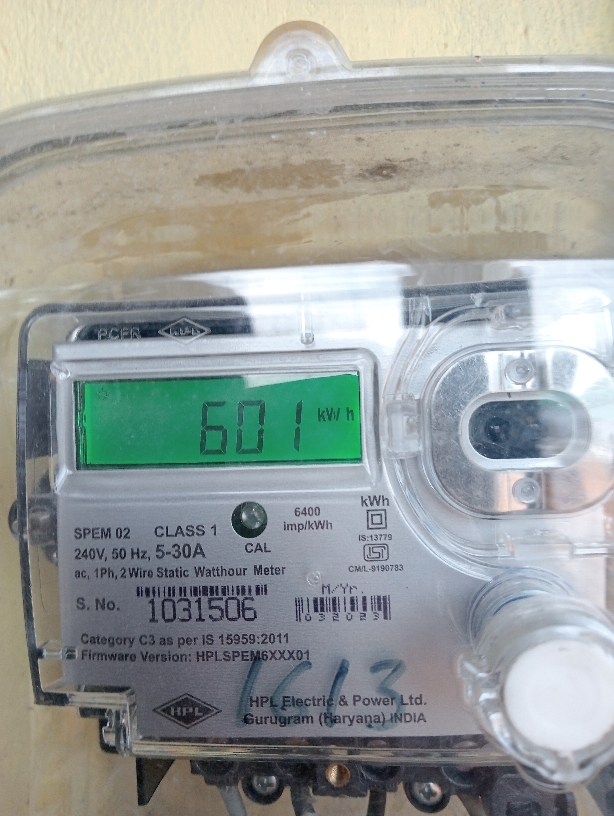 HPL
601 kWh
6400
imp/kWh
kWh
IS:13779
CM/L-9190783
SPEM 02 CLASS 1
240V, 50 Hz, 5-30A
CAL
ac, 1Ph, 2 Wire Static Watthour Meter
M/Yr.
S. No. 1031506
032023
Category C3 as per IS 15959:2011
Firmware Version: HPLSPEM6XXX01
HPL
HPL Electric & Power Ltd.
Gurugram (Haryana) INDIA